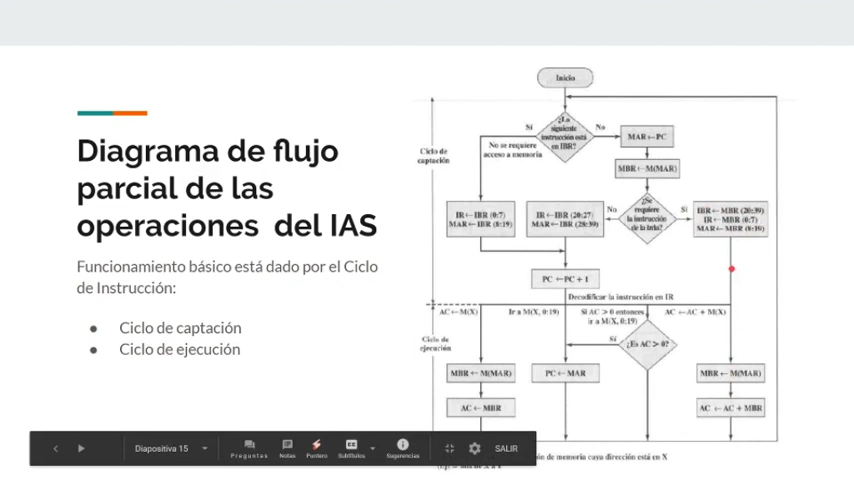 Diagrama de flujo
parcial de las
operaciones del IAS
Funcionamiento básico está dado por el Ciclo
de Instrucción:
● Ciclo de captación
● Ciclo de ejecución
Inicio
¿La
siguiente
instrucción está
en IBR?
Sí
No
No se requiere
acceso a memoria
MAR ← PC
MBR ← M(MAR)
Ciclo de
captación
¿Se
requiere
la instrucción
de la izda?
No
Sí
IR ← IBR (0:7)
MAR ← IBR (8:19)
IR ← IBR (20:27)
MAR ← IBR (28:39)
IBR ← MBR (20:39)
IR ← MBR (0:7)
MAR ← MBR (8:19)
PC ← PC + 1
Decodificar la instrucción en IR
AC ← M(X)
Ir a M(X, 0:19)
Si AC > 0 entonces
ir a M(X, 0:19)
AC ← AC + M(X)
Ciclo de
ejecución
Sí
¿Es AC > 0?
MBR ← M(MAR)
PC ← MAR
MBR ← M(MAR)
AC ← MBR
AC ← AC + MBR
de memoria cuya dirección está en X
Diapositiva 15
Preguntas
Notas
Puntero
Subtítulos
Sugerencias
SALIR